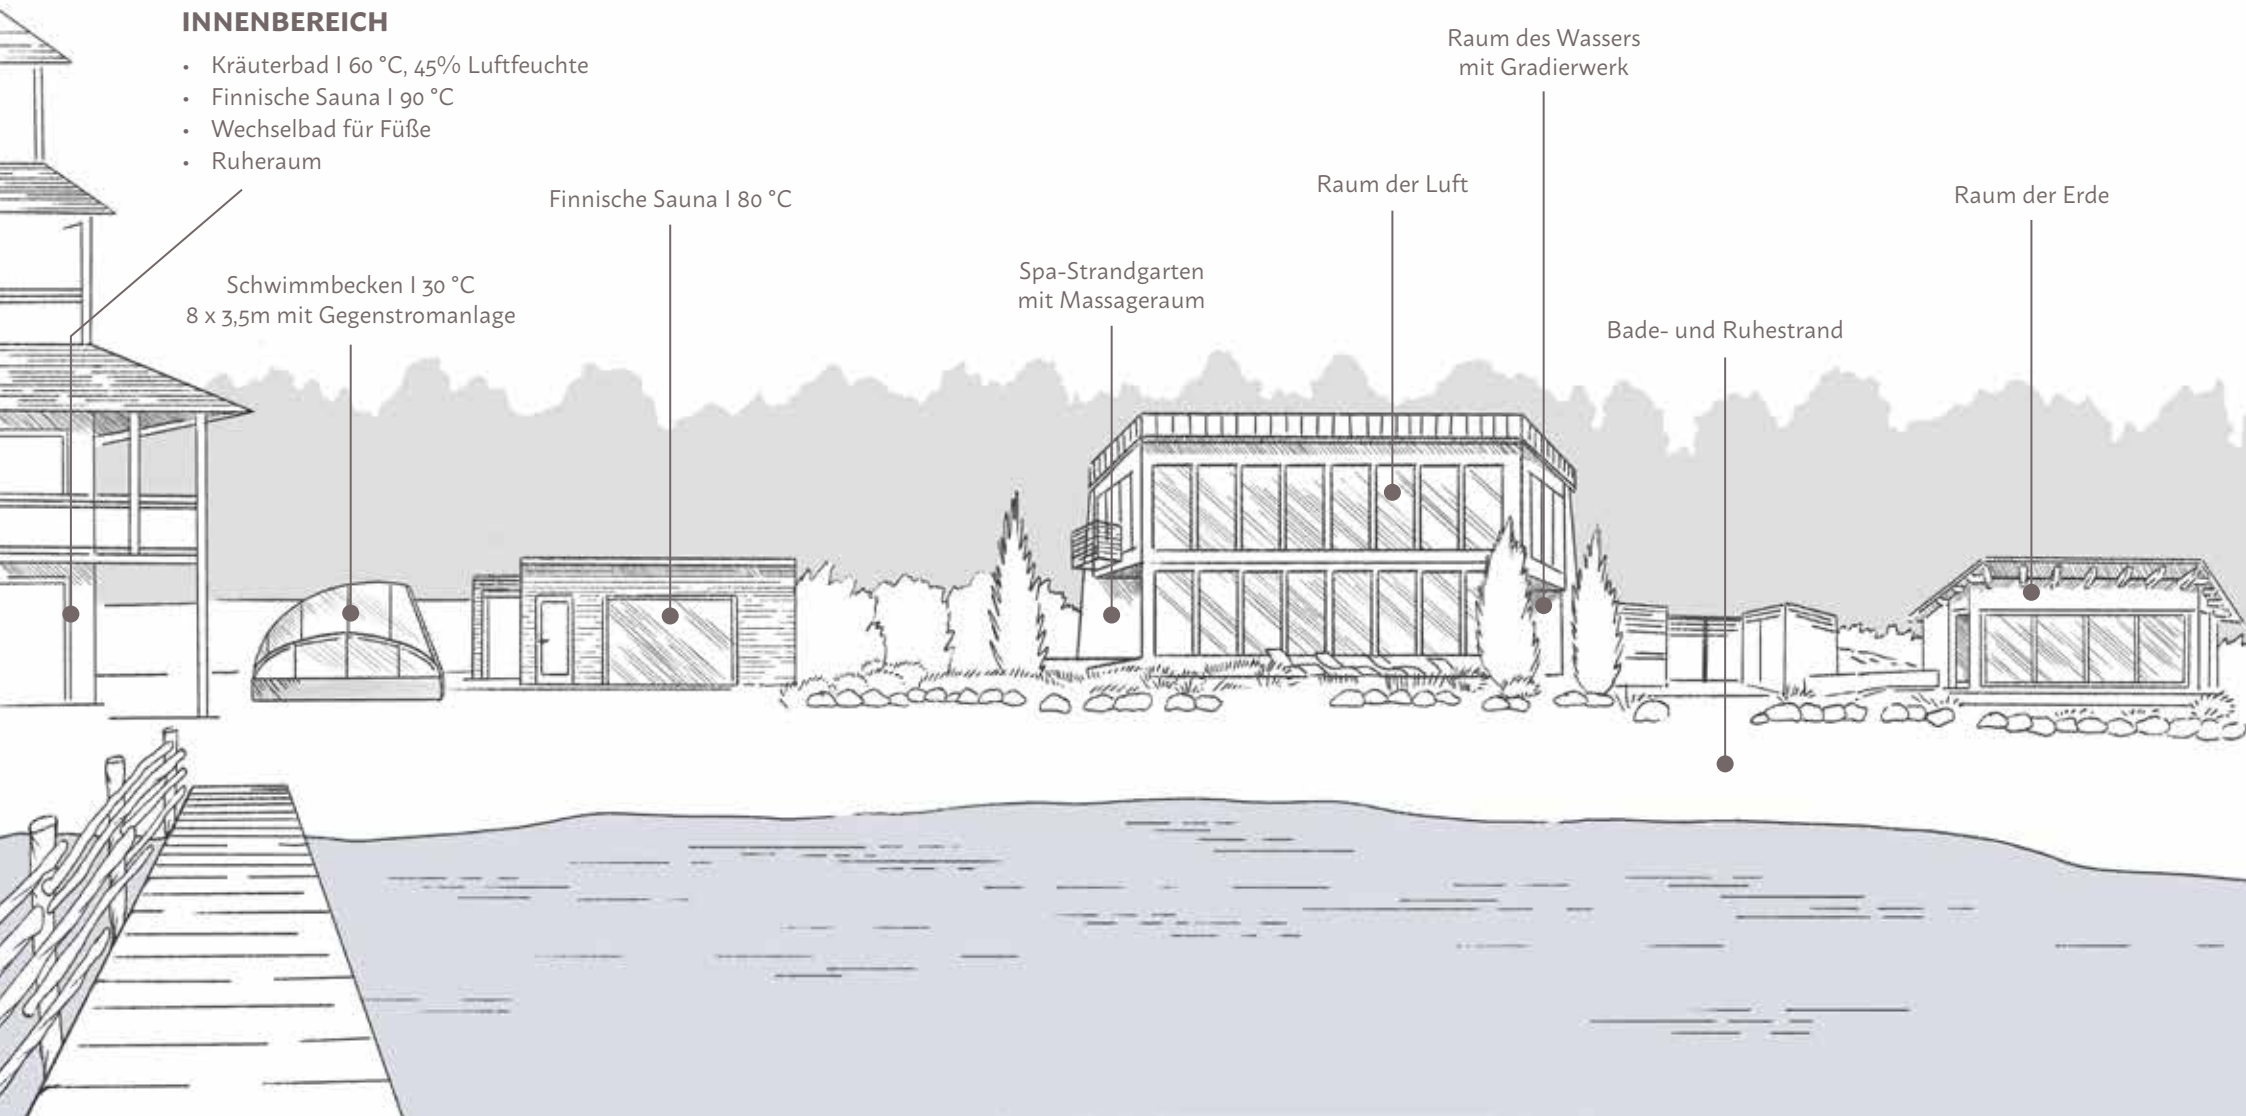 INNENBEREICH
• Kräuterbad I 60 °C, 45% Luftfeuchte
• Finnische Sauna I 90 °C
• Wechselbad für Füße
• Ruheraum
Schwimmbecken I 30 °C
8 x 3,5m mit Gegenstromanlage
Finnische Sauna I 80 °C
Spa-Strandgarten
mit Massageraum
Raum der Luft
Raum des Wassers
mit Gradierwerk
Bade- und Ruhestrand
Raum der Erde